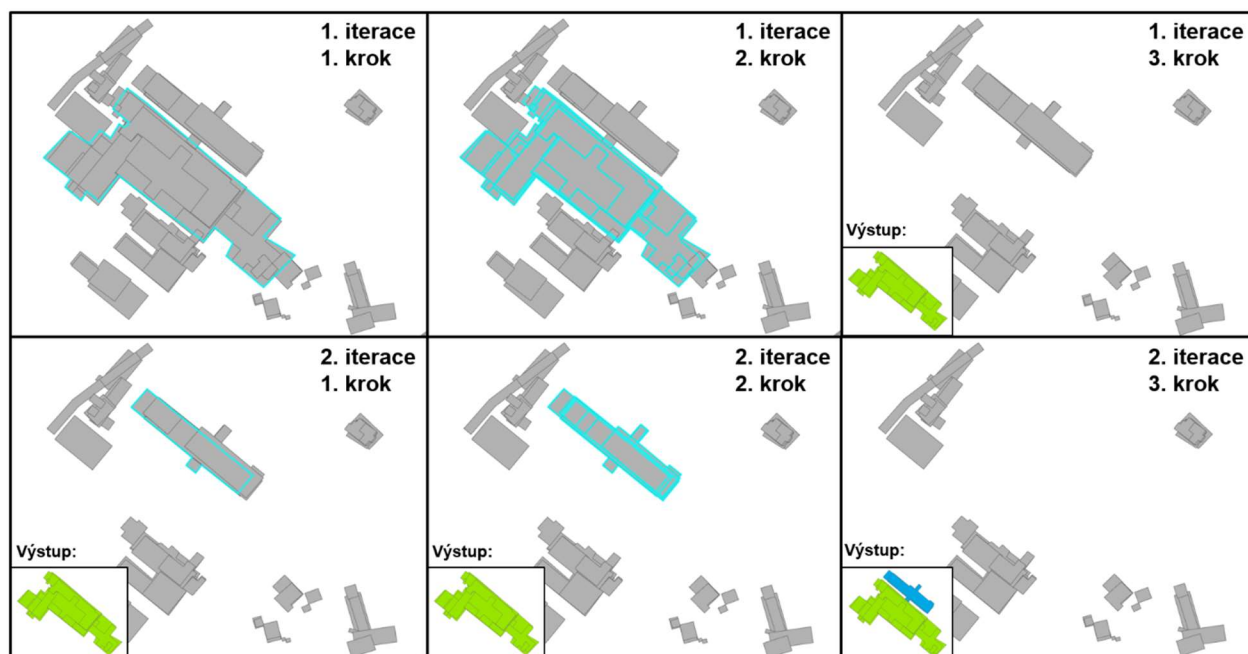 1. iterace
1. krok
1. iterace
2. krok
1. iterace
3. krok
Výstup:
2. iterace
1. krok
Výstup:
2. iterace
2. krok
Výstup:
2. iterace
3. krok
Výstup: